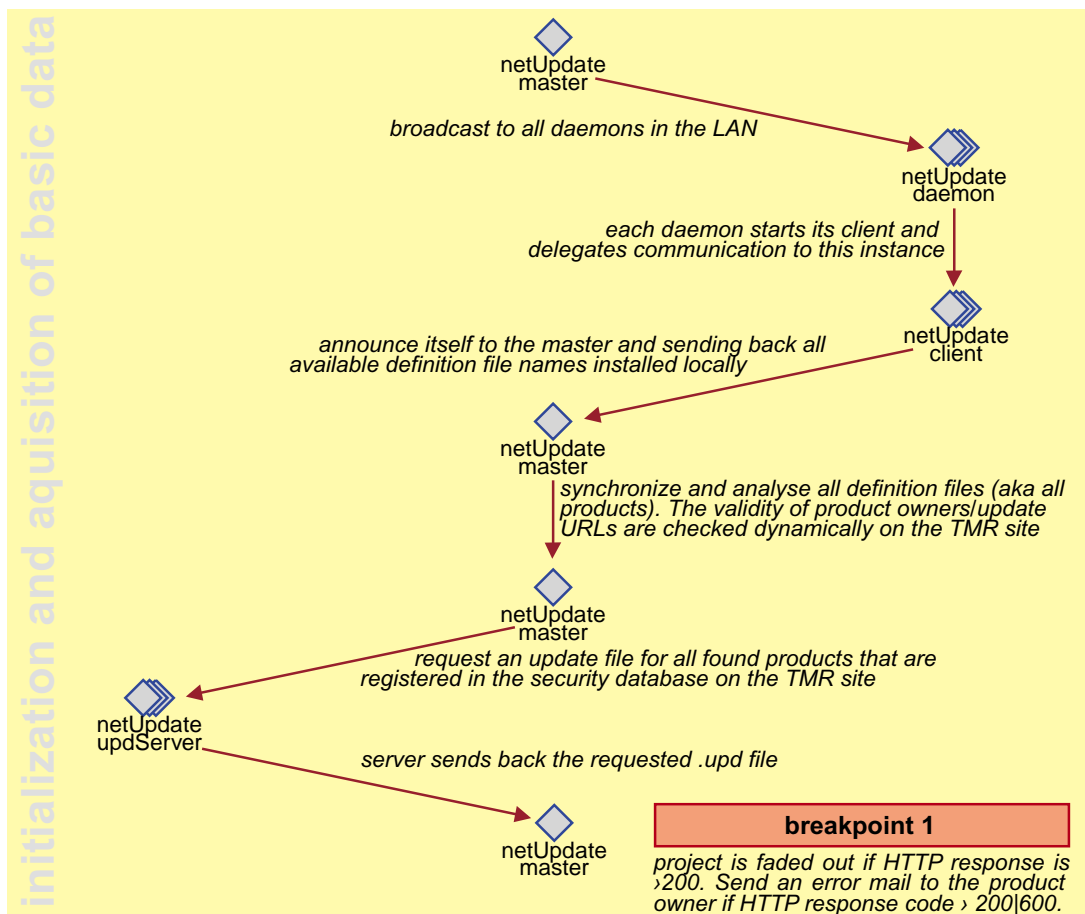 initialization and aquisition of basic data
netUpdate
master
broadcast to all daemons in the LAN
netUpdate
daemon
each daemon starts its client and
delegates communication to this instance
netUpdate
client
announce itself to the master and sending back all
available definition file names installed locally
netUpdate
master
synchronize and analyse all definition files (aka all
products). The validity of product owners/update
URLs are checked dynamically on the TMR site
netUpdate
master
request an update file for all found products that are
registered in the security database on the TMR site
netUpdate
updServer
server sends back the requested .upd file
netUpdate
master
breakpoint 1
project is faded out if HTTP response is
›200. Send an error mail to the product
owner if HTTP response code › 200|600.